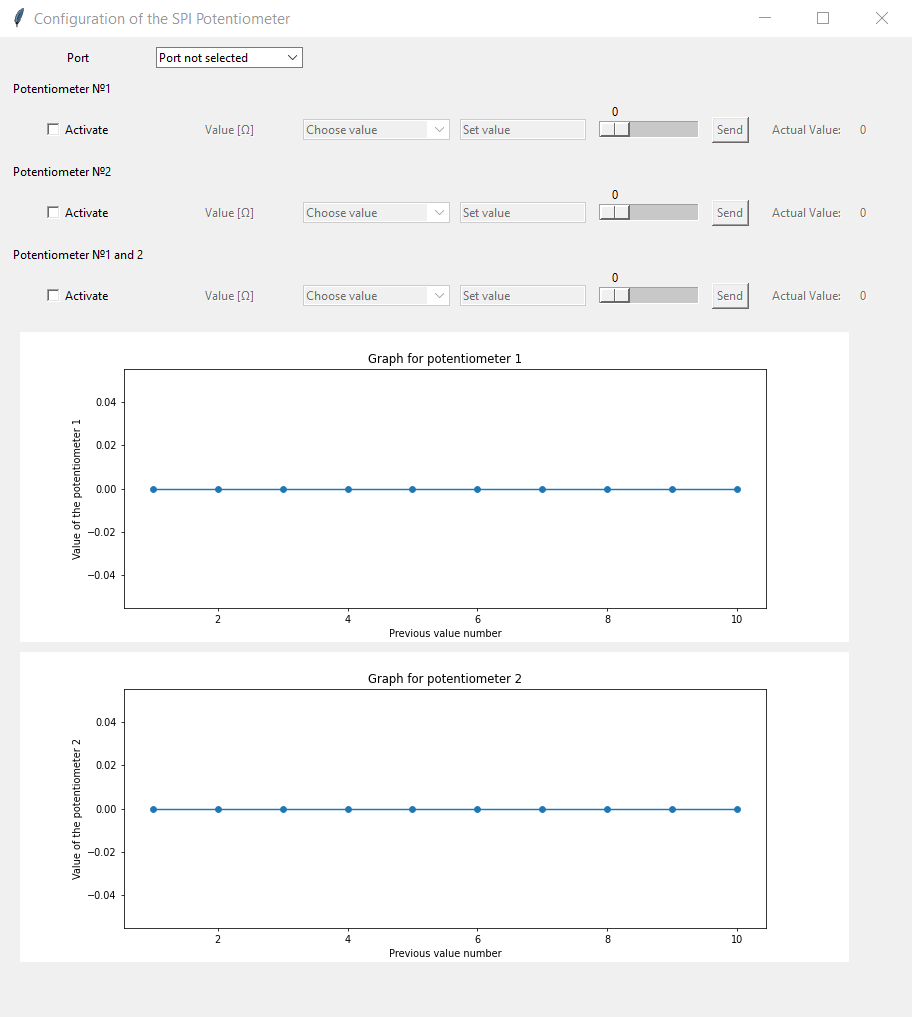 Configuration of the SPI Potentiometer
Port Port not selected
Potentiometer №1
0
Activate Value [Ω] Choose value Set value Send Actual Value: 0
Potentiometer №2
0
Activate Value [Ω] Choose value Set value Send Actual Value: 0
Potentiometer №1 and 2
0
Activate Value [Ω] Choose value Set value Send Actual Value: 0
Graph for potentiometer 1
Value of the potentiometer 1
0.04
0.02
0.00
−0.02
−0.04
2 4 6 8 10
Previous value number
Graph for potentiometer 2
Value of the potentiometer 2
0.04
0.02
0.00
−0.02
−0.04
2 4 6 8 10
Previous value number